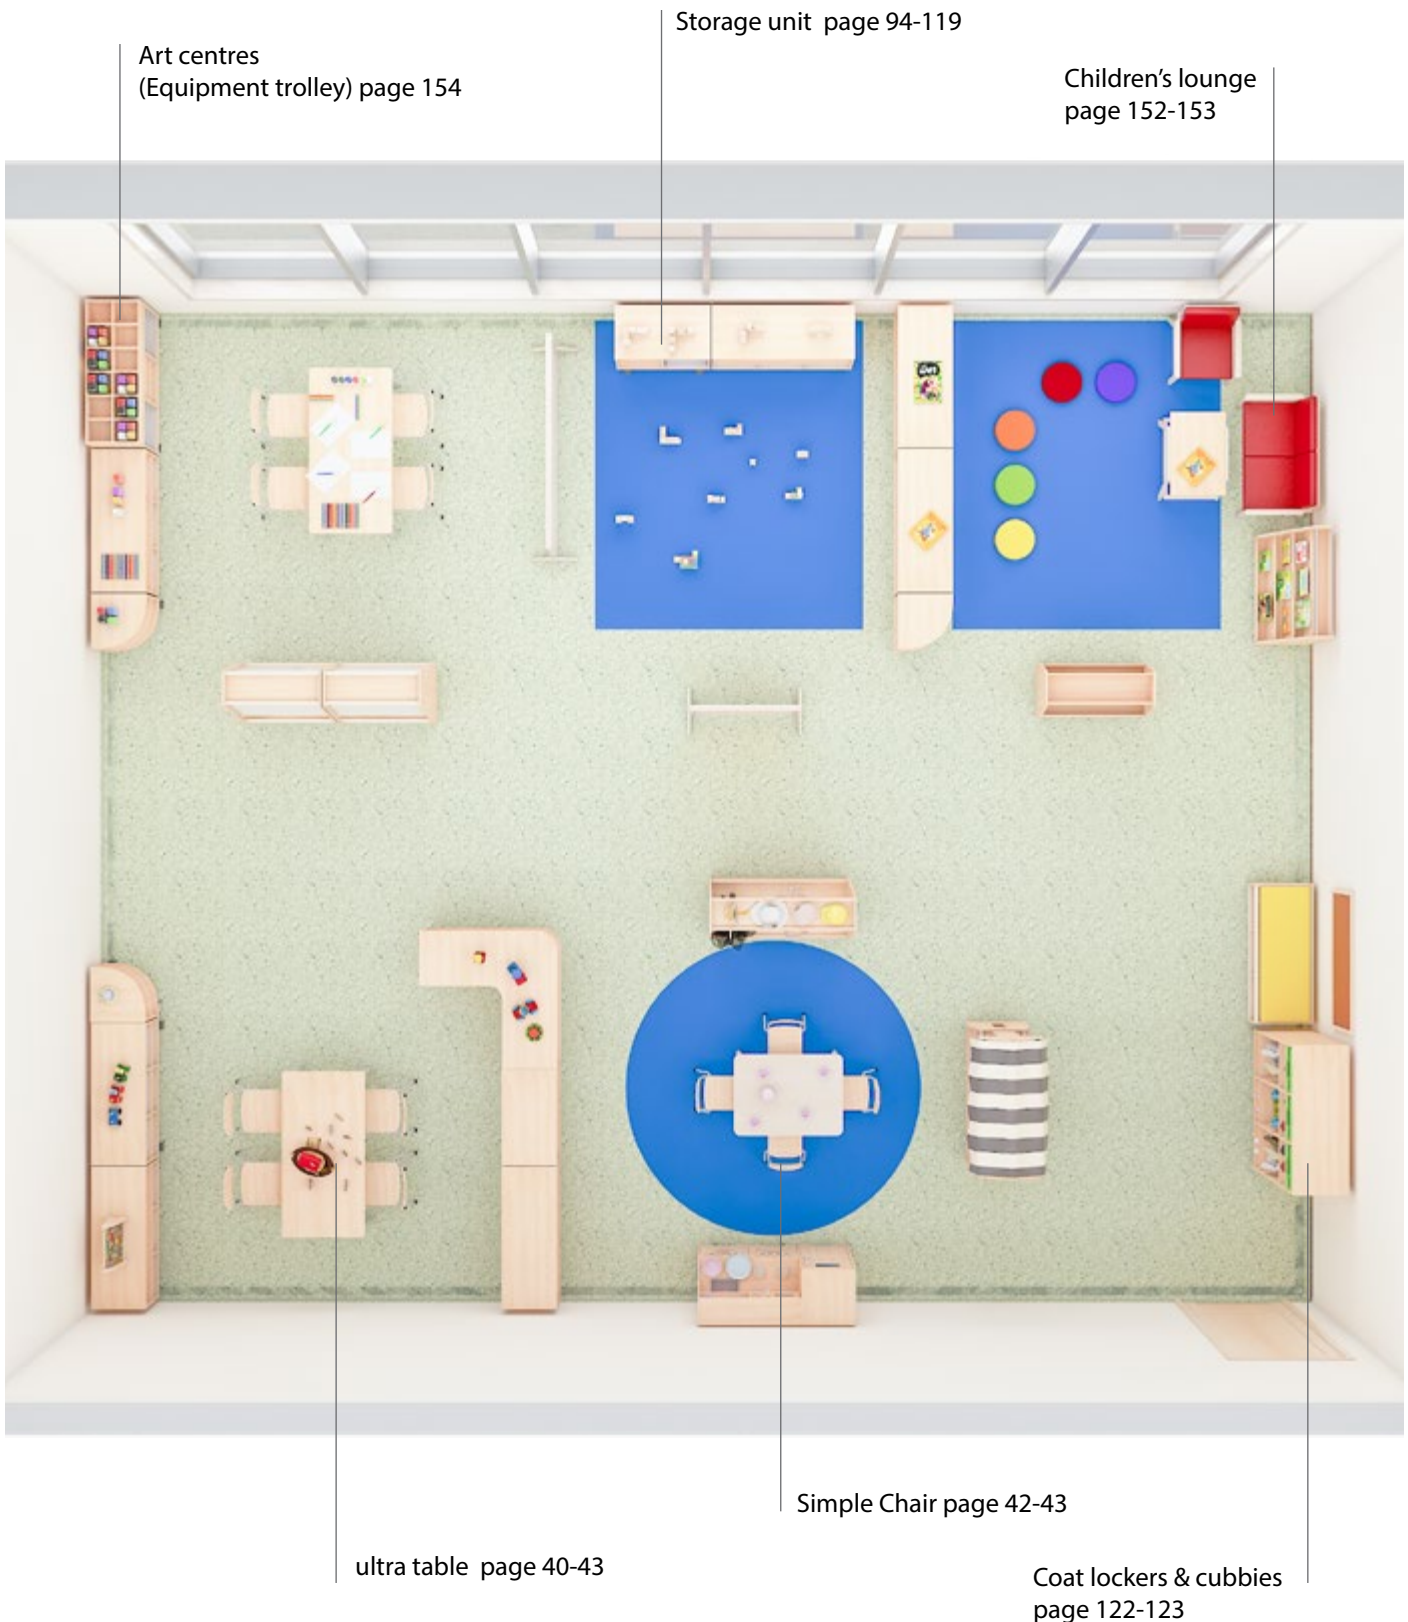 Storage unit  page 94-119
Art centres
(Equipment trolley) page 154
Children’s lounge
page 152-153
Simple Chair page 42-43
ultra table  page 40-43
Coat lockers & cubbies
page 122-123